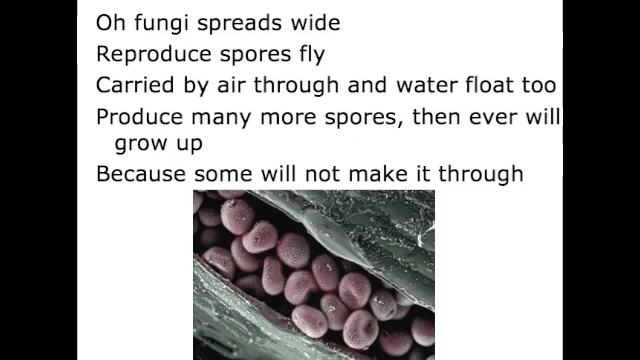 Oh fungi spreads wide
Reproduce spores fly
Carried by air through and water float too
Produce many more spores, then ever will
grow up
Because some will not make it through